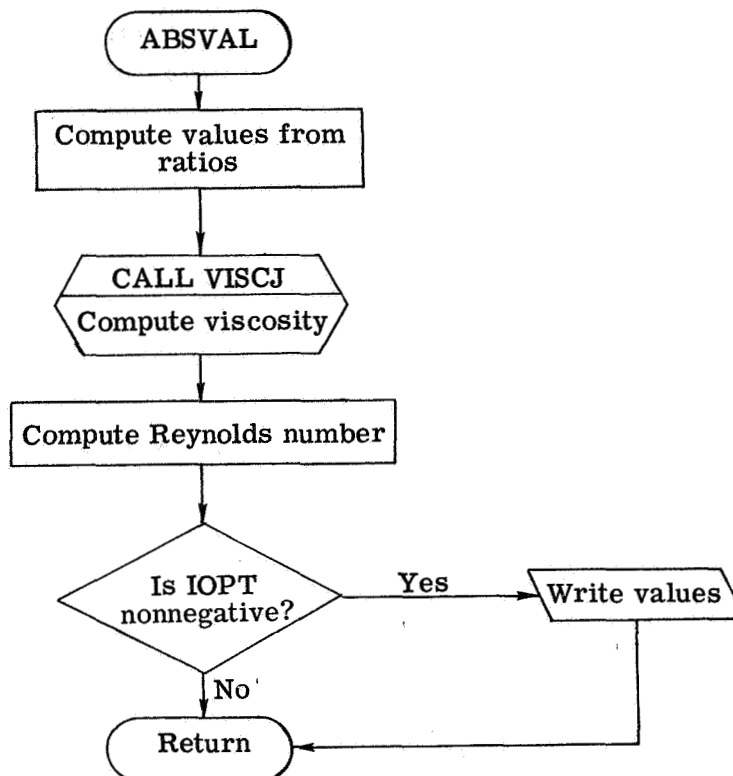 ABSVAL
Compute values from
ratios
CALL VISCJ
Compute viscosity
Compute Reynolds number
Is IOPT
nonnegative?
Yes
Write values
No
Return